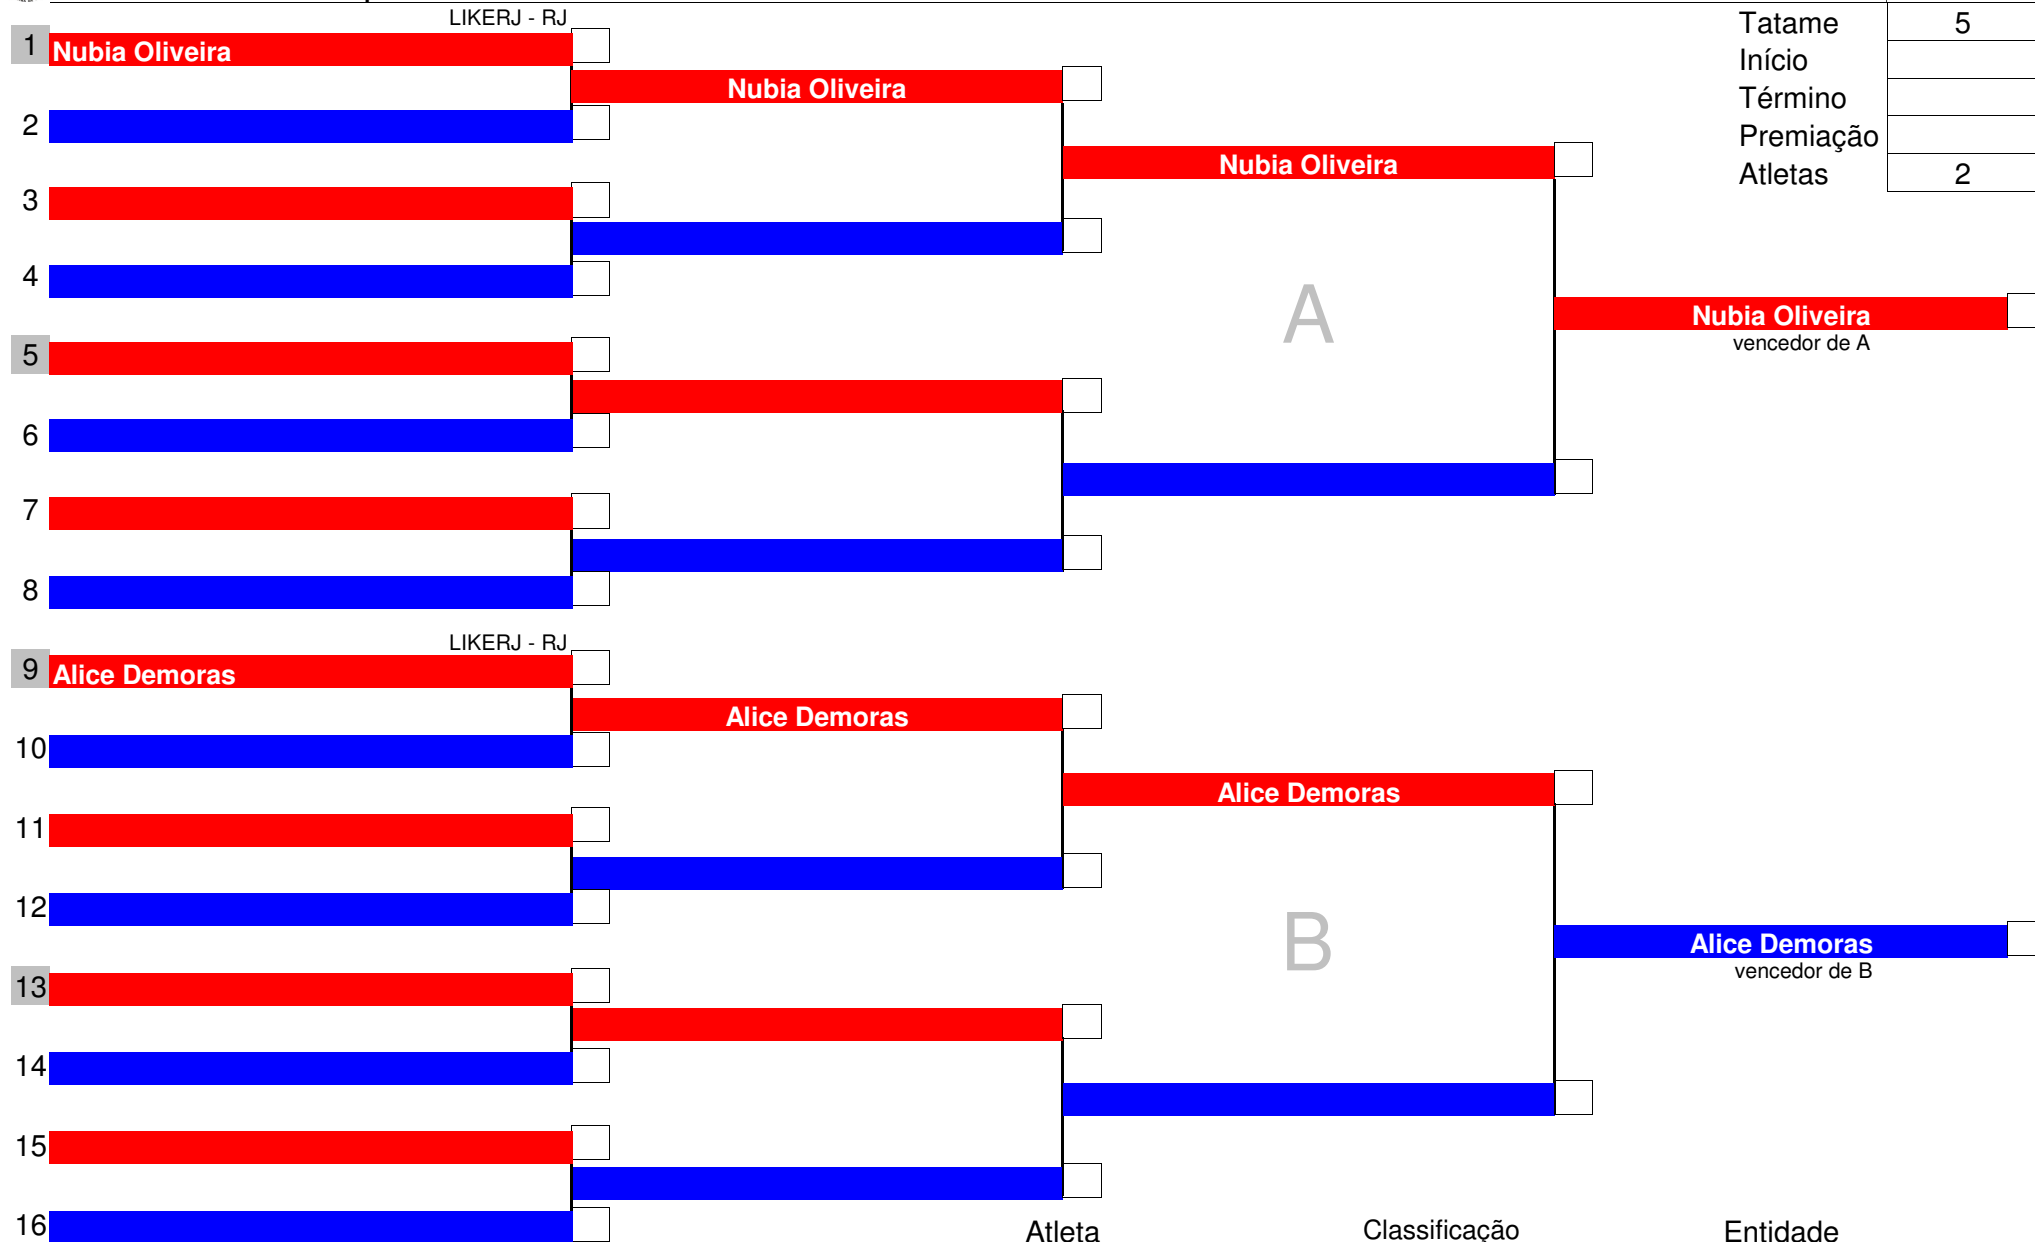 LIKERJ - RJ
Tatame 5
1 Nubia Oliveira
Início
Nubia Oliveira
Término
2
Premiação
Nubia Oliveira
Atletas 2
3
4
A
Nubia Oliveira
vencedor de A
5
6
7
8
LIKERJ - RJ
9 Alice Demoras
Alice Demoras
10
Alice Demoras
11
12
B
Alice Demoras
vencedor de B
13
14
15
16
Atleta Classificação Entidade